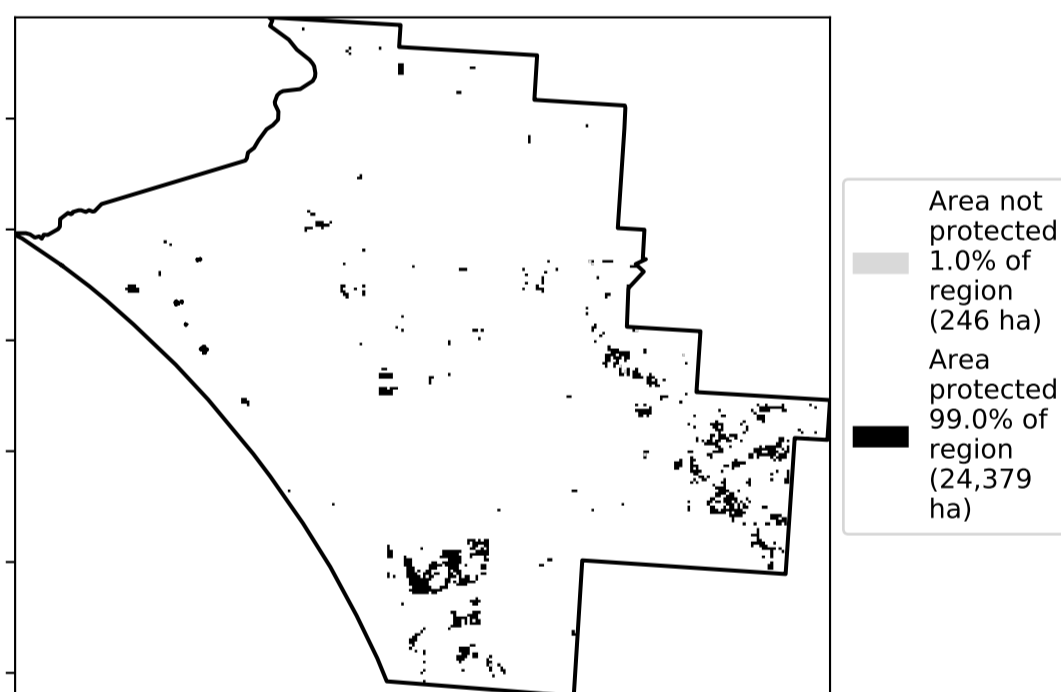 Area not
protected
1.0% of
region
(246 ha)
Area
protected
99.0% of
region
(24,379
ha)